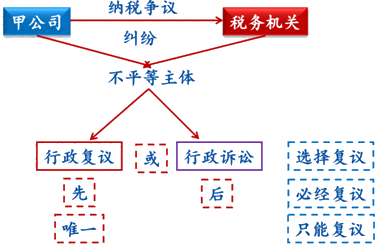 纳税争议
甲公司
税务机关
纠纷
不平等主体
行政复议
或
行政诉讼
选择复议
先
后
必经复议
唯一
只能复议